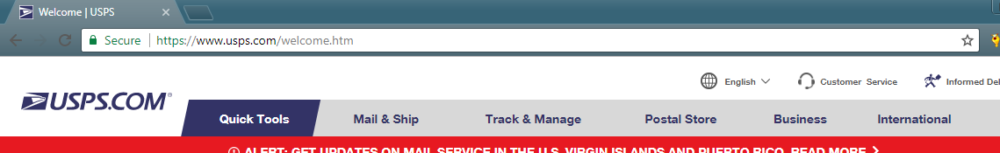 Welcome | USPS
Secure https://www.usps.com/welcome.htm
English Customer Service Informed Del
USPS.COM®
Quick Tools Mail & Ship Track & Manage Postal Store Business International
ALERT: GET UPDATES ON MAIL SERVICE IN THE U.S. VIRGIN ISLANDS AND PUERTO RICO. READ MORE